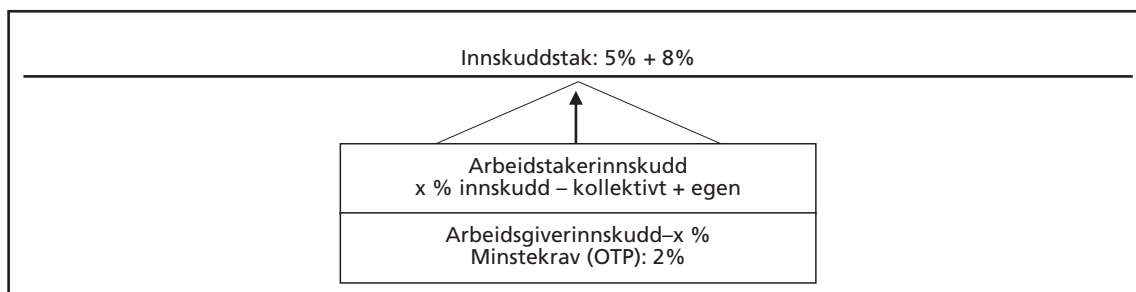 Innskuddstak: 5% + 8%
Arbeidstakerinnskudd
x % innskudd – kollektivt + egen
Arbeidsgiverinnskudd–x %
Minstekrav (OTP): 2%